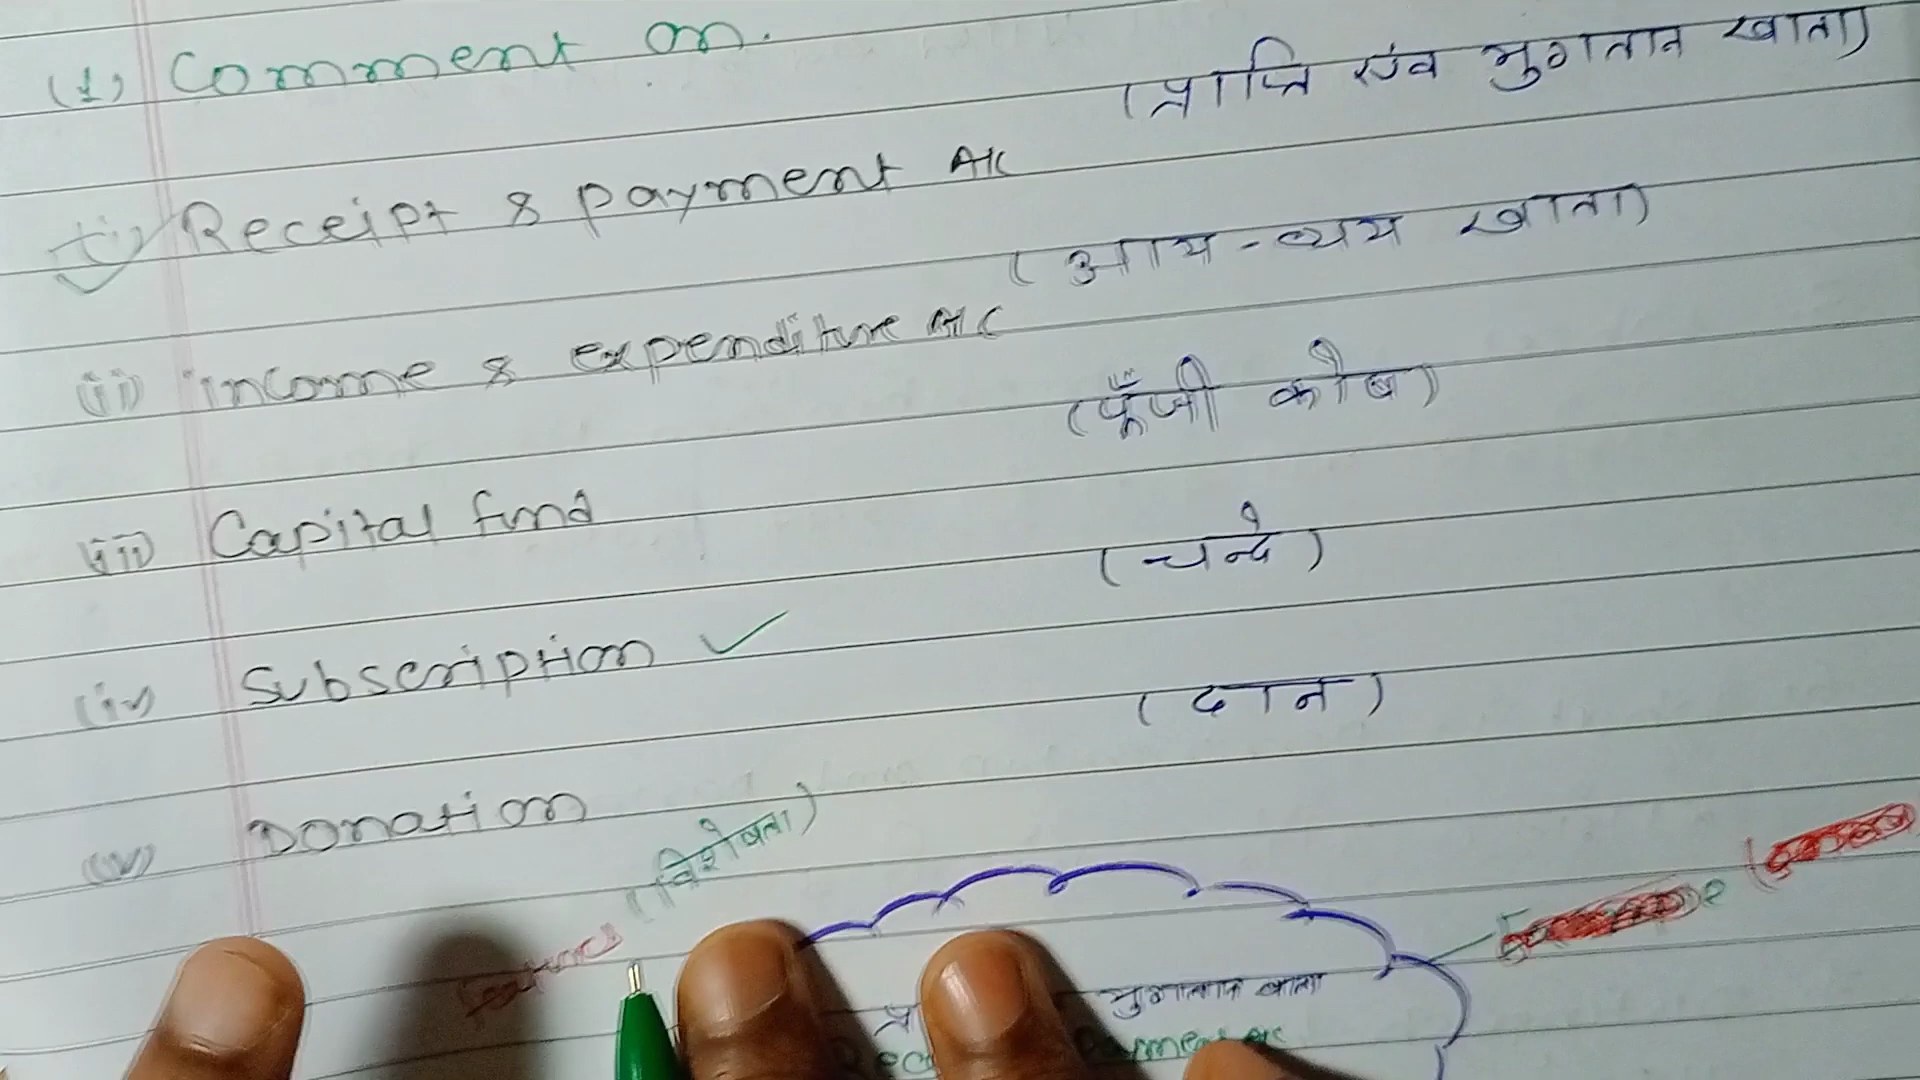 (1) Comment on.
(प्राप्ति एंव भुगतान खाता)
(i) Receipt & payment A/c
(आय-व्यय खाता)
(ii) income & expenditure A/c
(पूँजी कोष)
(iii) Capital fund
(चन्दे)
(iv) Subscription ✓
(दान)
(v) Donation
(विशेषता)
भुगतान खाता